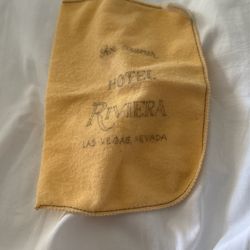 HOTEL
RIVIERA
LAS VEGAS, NEVADA